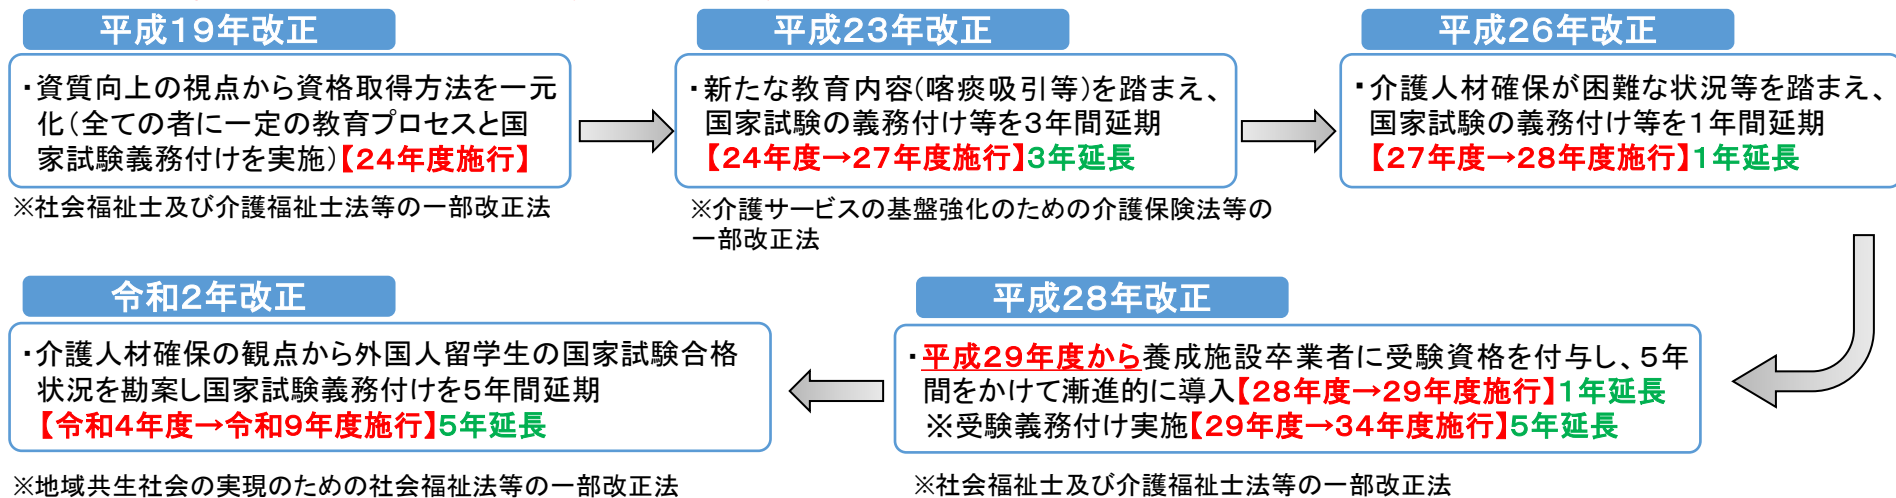 平成19年改正
・資質向上の視点から資格取得方法を一元
化(全ての者に一定の教育プロセスと国
家試験義務付けを実施)【24年度施行】
※社会福祉士及び介護福祉士法等の一部改正法
平成23年改正
・新たな教育内容(喀痰吸引等)を踏まえ、
国家試験の義務付け等を3年間延期
【24年度→27年度施行】3年延長
※介護サービスの基盤強化のための介護保険法等の
一部改正法
平成26年改正
・介護人材確保が困難な状況等を踏まえ、
国家試験の義務付け等を1年間延期
【27年度→28年度施行】1年延長
平成28年改正
・平成29年度から養成施設卒業者に受験資格を付与し、5年
間をかけて漸進的に導入【28年度→29年度施行】1年延長
※受験義務付け実施【29年度→34年度施行】5年延長
※社会福祉士及び介護福祉士法等の一部改正法
令和2年改正
・介護人材確保の観点から外国人留学生の国家試験合格
状況を勘案し国家試験義務付けを5年間延期
【令和4年度→令和9年度施行】5年延長
※地域共生社会の実現のための社会福祉法等の一部改正法